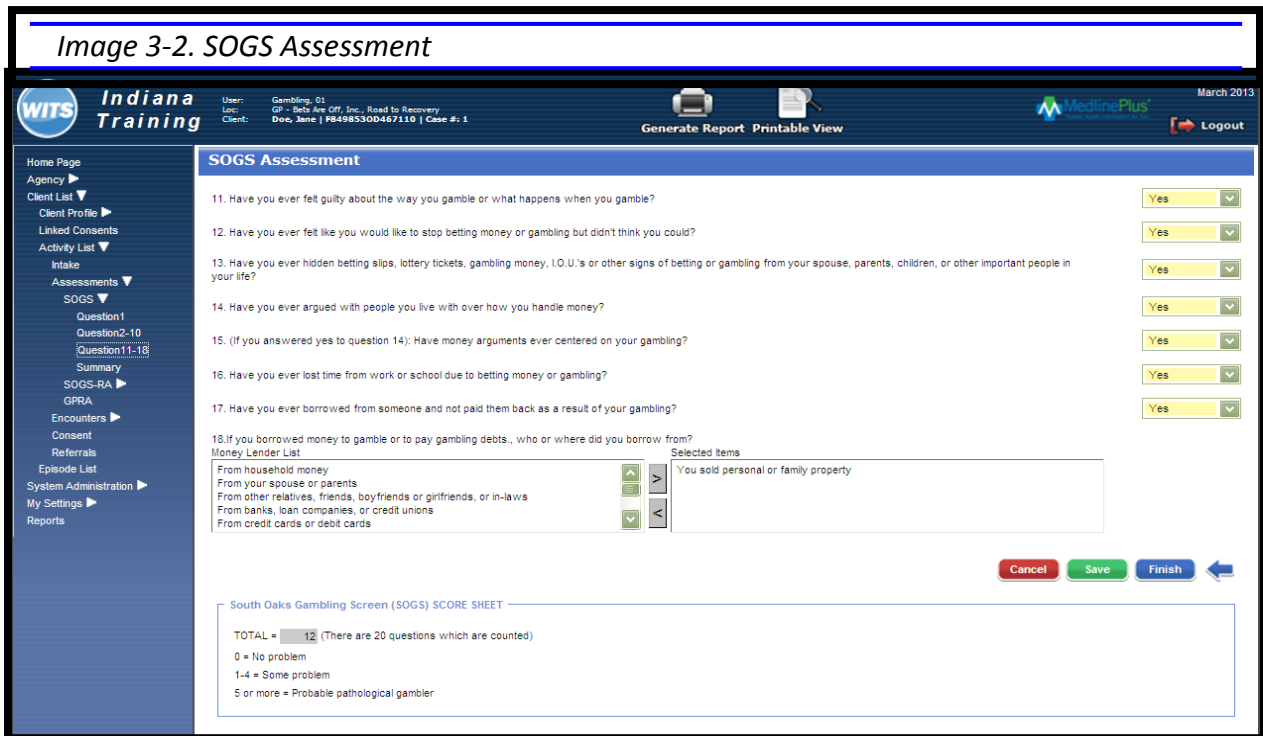 Image 3-2. SOGS Assessment
March 2013
WITS
Indiana
Training
User: Gambling, 01
Loc: GP - Bets Are Off, Inc., Road to Recovery
Client: Doe, Jane | F8498530D467110 | Case #: 1
Generate Report Printable View
MedlinePlus
Logout
Home Page
Agency
Client List
Client Profile
Linked Consents
Activity List
Intake
Assessments
SOGS
Question1
Question2-10
Question11-18
Summary
SOGS-RA
GPRA
Encounters
Consent
Referrals
Episode List
System Administration
My Settings
Reports
SOGS Assessment
11. Have you ever felt guilty about the way you gamble or what happens when you gamble? Yes
12. Have you ever felt like you would like to stop betting money or gambling but didn't think you could? Yes
13. Have you ever hidden betting slips, lottery tickets, gambling money, I.O.U.'s or other signs of betting or gambling from your spouse, parents, children, or other important people in
your life? Yes
14. Have you ever argued with people you live with over how you handle money? Yes
15. (If you answered yes to question 14): Have money arguments ever centered on your gambling? Yes
16. Have you ever lost time from work or school due to betting money or gambling? Yes
17. Have you ever borrowed from someone and not paid them back as a result of your gambling? Yes
18.If you borrowed money to gamble or to pay gambling debts., who or where did you borrow from?
Money Lender List
From household money
From your spouse or parents
From other relatives, friends, boyfriends or girlfriends, or in-laws
From banks, loan companies, or credit unions
From credit cards or debit cards
>
<
Selected Items
You sold personal or family property
Cancel Save Finish
South Oaks Gambling Screen (SOGS) SCORE SHEET
TOTAL = 12 (There are 20 questions which are counted)
0 = No problem
1-4 = Some problem
5 or more = Probable pathological gambler